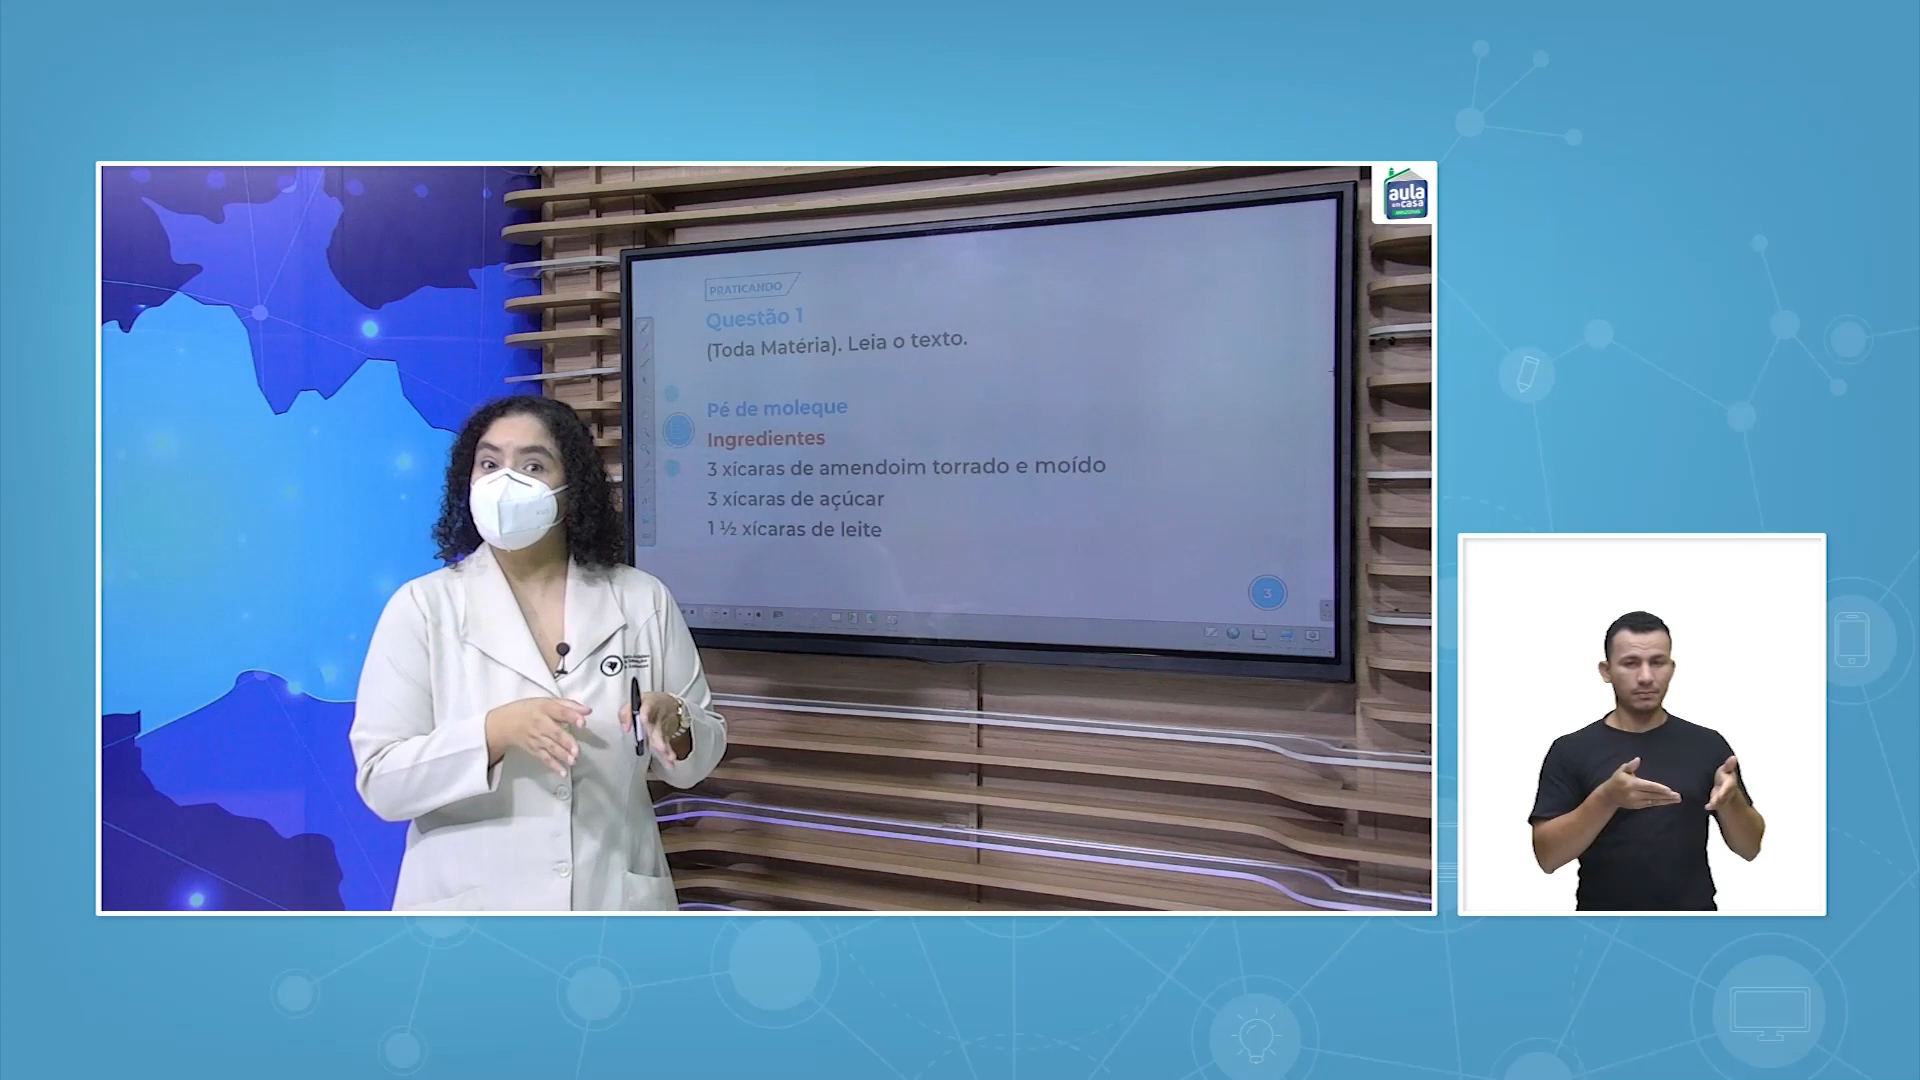 aula
em
casa
PRATICANDO
Questão 1
(Toda Matéria). Leia o texto.
Pé de moleque
Ingredientes
3 xícaras de amendoim torrado e moído
3 xícaras de açúcar
1 ½ xícaras de leite
3